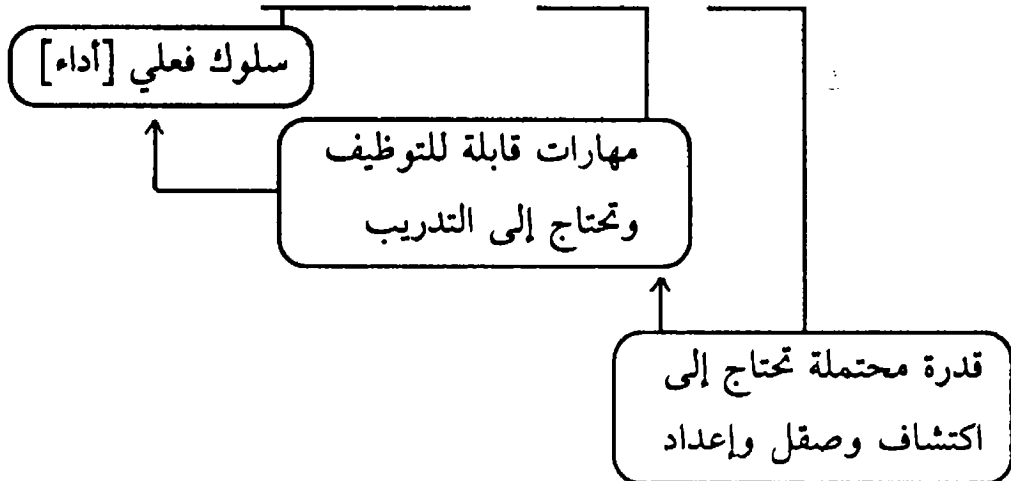 سلوك فعلي [أداء]
مهارات قابلة للتوظيف
وتحتاج إلى التدريب
قدرة محتملة تحتاج إلى
اكتشاف وصقل وإعداد